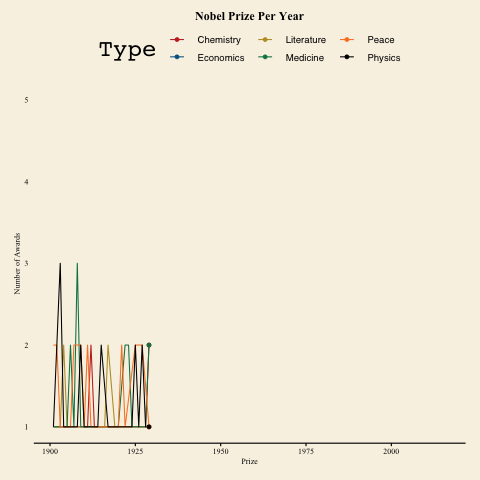 Nobel Prize Per Year
Type
Chemistry Literature Peace
Economics Medicine Physics
5
4
3
2
1
Number of Awards
1900 1925 1950 1975 2000
Prize